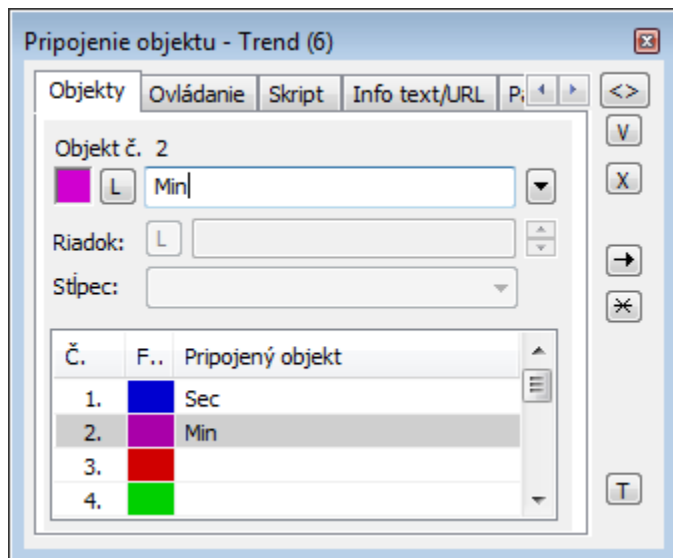 Pripojenie objektu - Trend (6)
Objekty Ovládanie Skript Info text/URL
<>
V
Objekt č. 2
L Min
X
Riadok: L
Stĺpec:
Č. F.. Pripojený objekt
1. Sec
2. Min
3.
4.
T